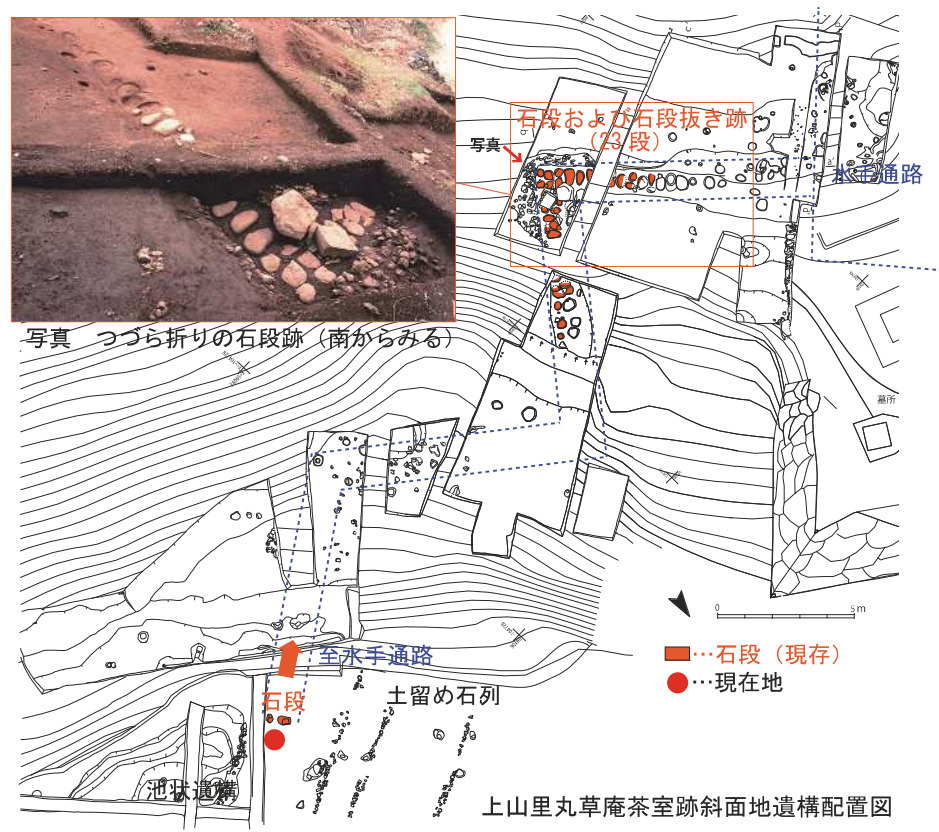 石段および石段抜き跡
(23 段)
写真
水手通路
写真 つづら折りの石段跡（南からみる）
墓所
0 5m
…石段（現存）
…現在地
至水手通路
石段
土留め石列
池状遺構
上山里丸草庵茶室跡斜面地遺構配置図